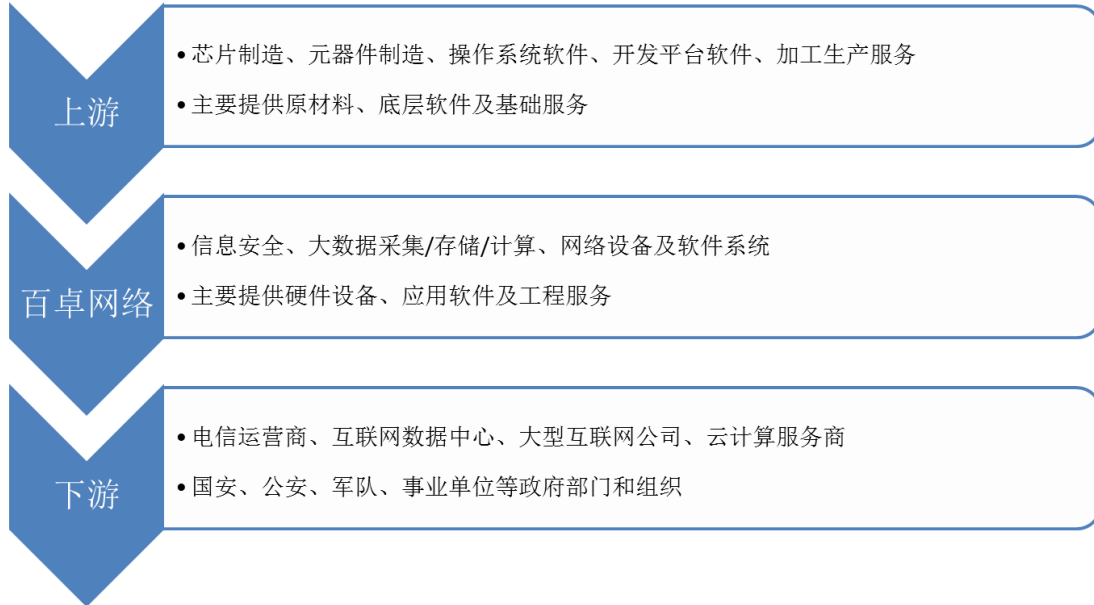 上游
•芯片制造、元器件制造、操作系统软件、开发平台软件、加工生产服务
•主要提供原材料、底层软件及基础服务
百卓网络
•信息安全、大数据采集/存储/计算、网络设备及软件系统
•主要提供硬件设备、应用软件及工程服务
下游
•电信运营商、互联网数据中心、大型互联网公司、云计算服务商
•国安、公安、军队、事业单位等政府部门和组织